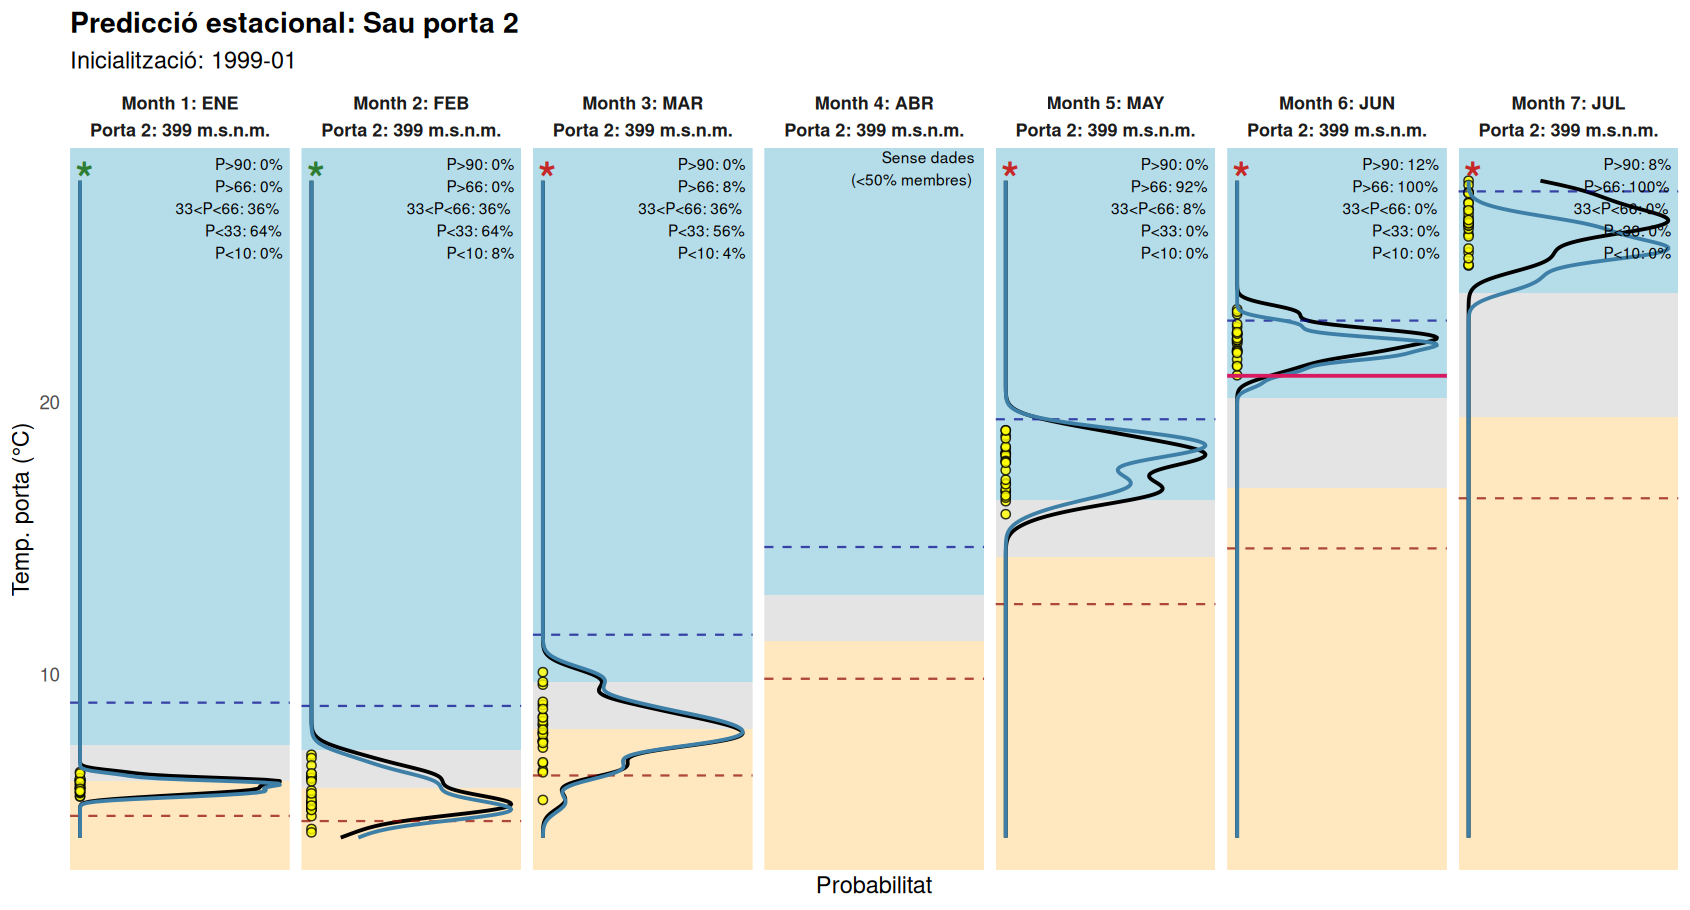 Predicció estacional: Sau porta 2
Inicialització: 1999-01
Month 1: ENE
Porta 2: 399 m.s.n.m.
Month 2: FEB
Porta 2: 399 m.s.n.m.
Month 3: MAR
Porta 2: 399 m.s.n.m.
Month 4: ABR
Porta 2: 399 m.s.n.m.
Month 5: MAY
Porta 2: 399 m.s.n.m.
Month 6: JUN
Porta 2: 399 m.s.n.m.
Month 7: JUL
Porta 2: 399 m.s.n.m.
*
P>90: 0%
P>66: 0%
33<P<66: 36%
P<33: 64%
P<10: 0%
*
P>90: 0%
P>66: 0%
33<P<66: 36%
P<33: 64%
P<10: 8%
*
P>90: 0%
P>66: 8%
33<P<66: 36%
P<33: 56%
P<10: 4%
Sense dades
(<50% membres)
*
P>90: 0%
P>66: 92%
33<P<66: 8%
P<33: 0%
P<10: 0%
*
P>90: 12%
P>66: 100%
33<P<66: 0%
P<33: 0%
P<10: 0%
*
P>90: 8%
P>66: 100%
33<P<66: 0%
P<33: 0%
P<10: 0%
20
10
Temp. porta (°C)
Probabilitat